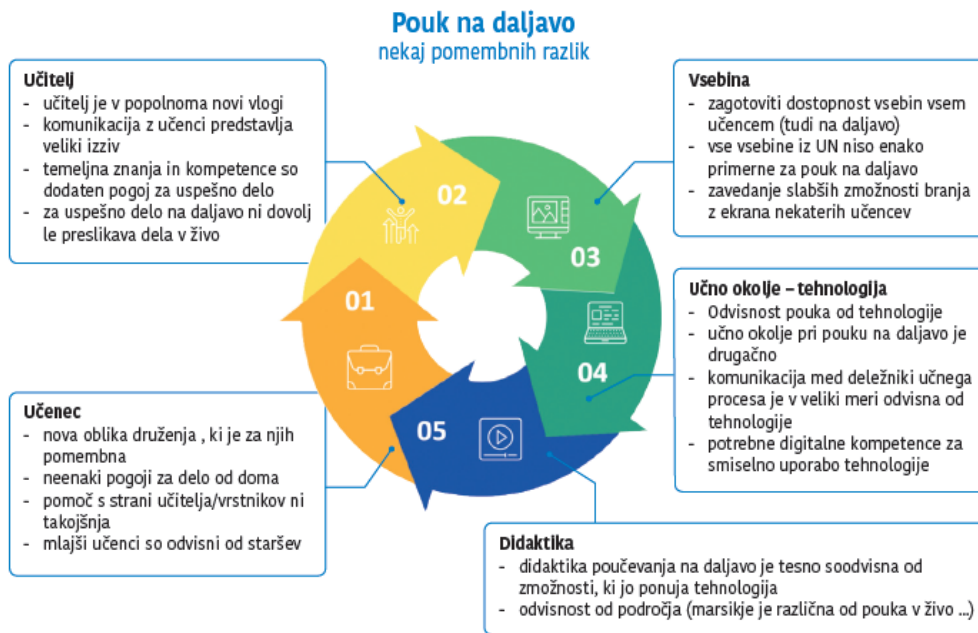 Pouk na daljavo
nekaj pomembnih razlik
Učitelj
- učitelj je v popolnoma novi vlogi
- komunikacija z učenci predstavlja
veliki izziv
- temeljna znanja in kompetence so
dodaten pogoj za uspešno delo
- za uspešno delo na daljavo ni dovolj
le preslikava dela v živo
Vsebina
- zagotoviti dostopnost vsebin vsem
učencem (tudi na daljavo)
- vse vsebine iz UN niso enako
primerne za pouk na daljavo
- zavedanje slabših zmožnosti branja
z ekrana nekaterih učencev
02
03
01
04
05
Učno okolje – tehnologija
- Odvisnost pouka od tehnologije
- učno okolje pri pouku na daljavo je
drugačno
- komunikacija med deležniki učnega
procesa je v veliki meri odvisna od
tehnologije
- potrebne digitalne kompetence za
smiselno uporabo tehnologije
Učenec
- nova oblika druženja , ki je za njih
pomembna
- neenaki pogoji za delo od doma
- pomoč s strani učitelja/vrstnikov ni
takojšnja
- mlajši učenci so odvisni od staršev
Didaktika
- didaktika poučevanja na daljavo je tesno soodvisna od
zmožnosti, ki jo ponuja tehnologija
- odvisnost od področja (marsikje je različna od pouka v živo ...)